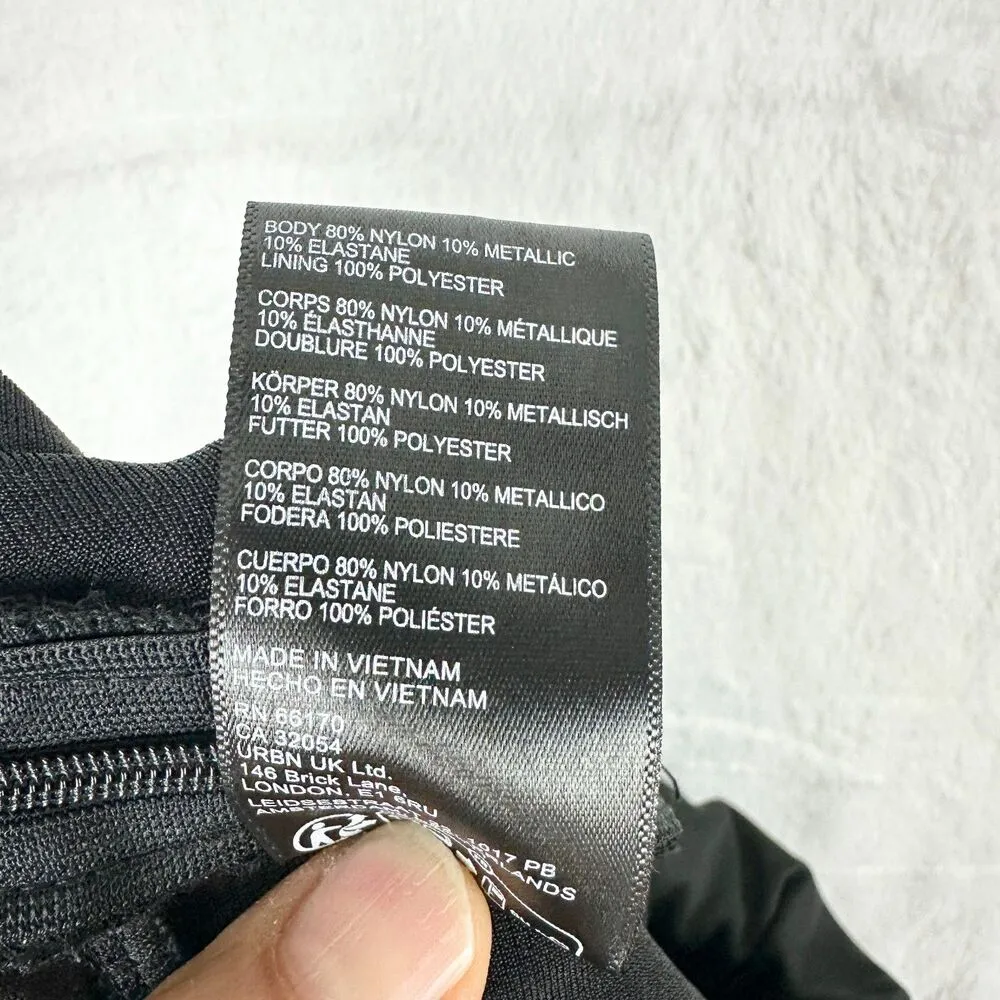 BODY 80% NYLON 10% METALLIC
10% ELASTANE
LINING 100% POLYESTER
CORPS 80% NYLON 10% MÉTALLIQUE
10% ÉLASTHANNE
DOUBLURE 100% POLYESTER
KÖRPER 80% NYLON 10% METALLISCH
10% ELASTAN
FUTTER 100% POLYESTER
CORPO 80% NYLON 10% METALLICO
10% ELASTAN
FODERA 100% POLIESTERE
CUERPO 80% NYLON 10% METÁLICO
10% ELASTANE
FORRO 100% POLIÉSTER
MADE IN VIETNAM
HECHO EN VIETNAM
RN 66170
CA 32054
URBN UK Ltd.
146 Brick Lane,
LONDON. E1 6RU
LEIDSESTRAAT 1017 PB